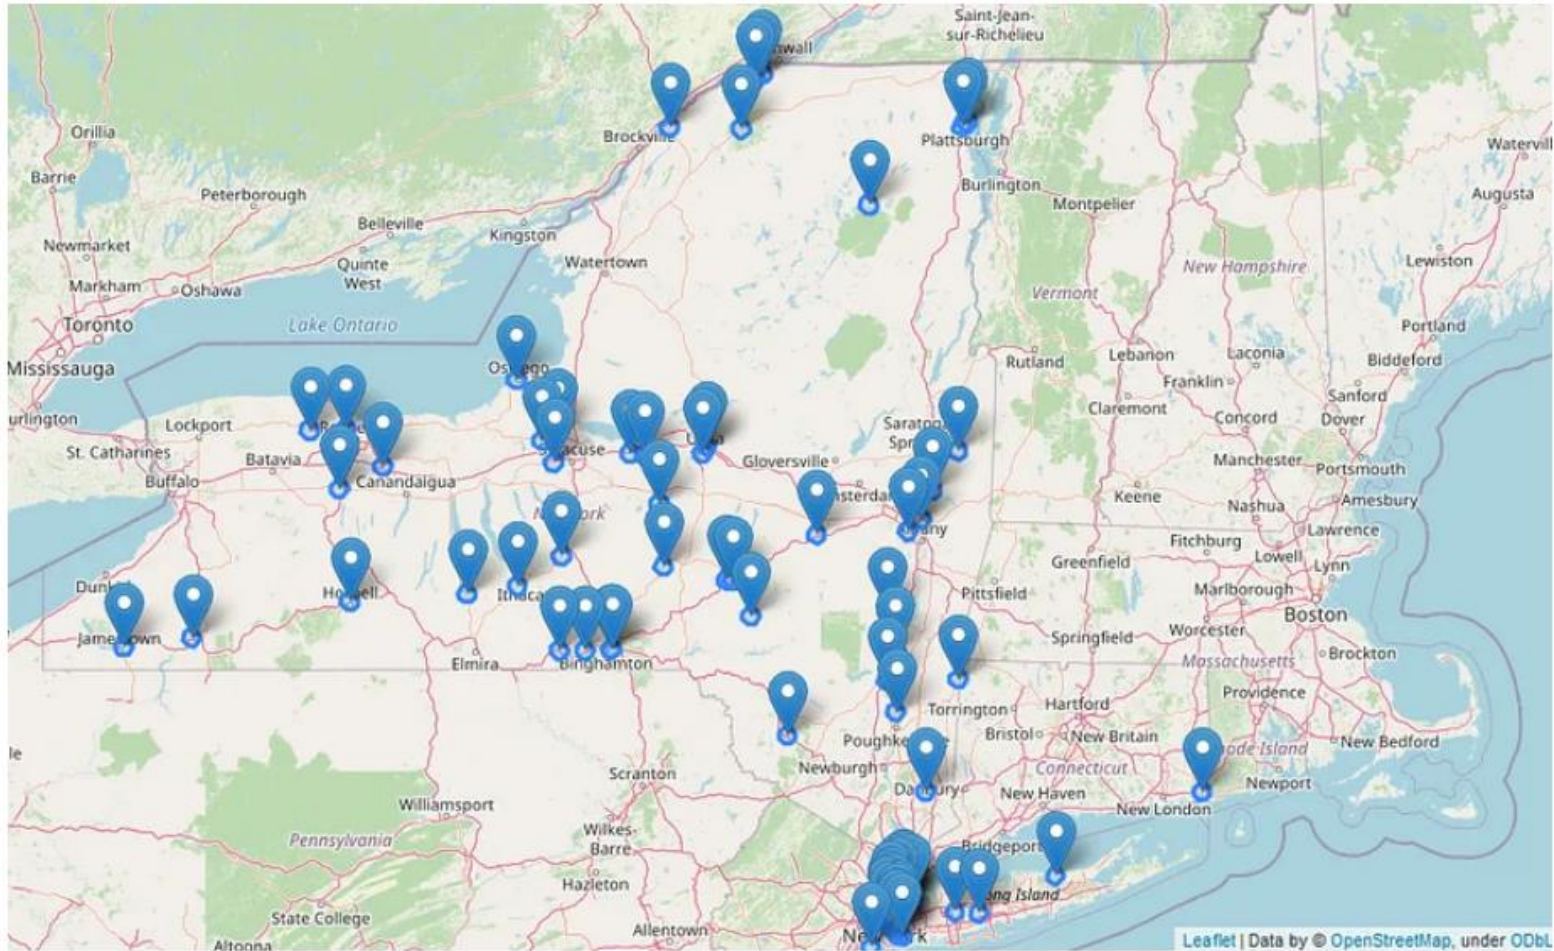 Saint-Jean-
sur-Richelieu
Orillia
Brockville
Plattsburgh
Waterville
Barrie
Peterborough
Burlington
Montpelier
Augusta
Belleville
Kingston
Newmarket
Quinte
West
Watertown
New Hampshire
Lewiston
Markham
Oshawa
Vermont
Toronto
Lake Ontario
Portland
Mississauga
Rutland
Lebanon
Laconia
Biddeford
Franklin
Sanford
Lockport
Claremont
Concord
Dover
St. Catharines
Batavia
Gloversville
Manchester
Portsmouth
Buffalo
Canandaigua
Keene
Nashua
Amesbury
Lawrence
Fitchburg
Lowell
Lynn
Greenfield
Pittsfield
Marlborough
Boston
Springfield
Worcester
Elmira
Binghamton
Massachusetts
Brockton
Providence
Torrington
Hartford
Bristol
New Britain
New Bedford
Newburgh
Connecticut
Scranton
New Haven
Newport
Williamsport
New London
Pennsylvania
Wilkes-
Barre
Bridgeport
Hazleton
State College
Allentown
Altoona
Leaflet | Data by © OpenStreetMap, under ODbL